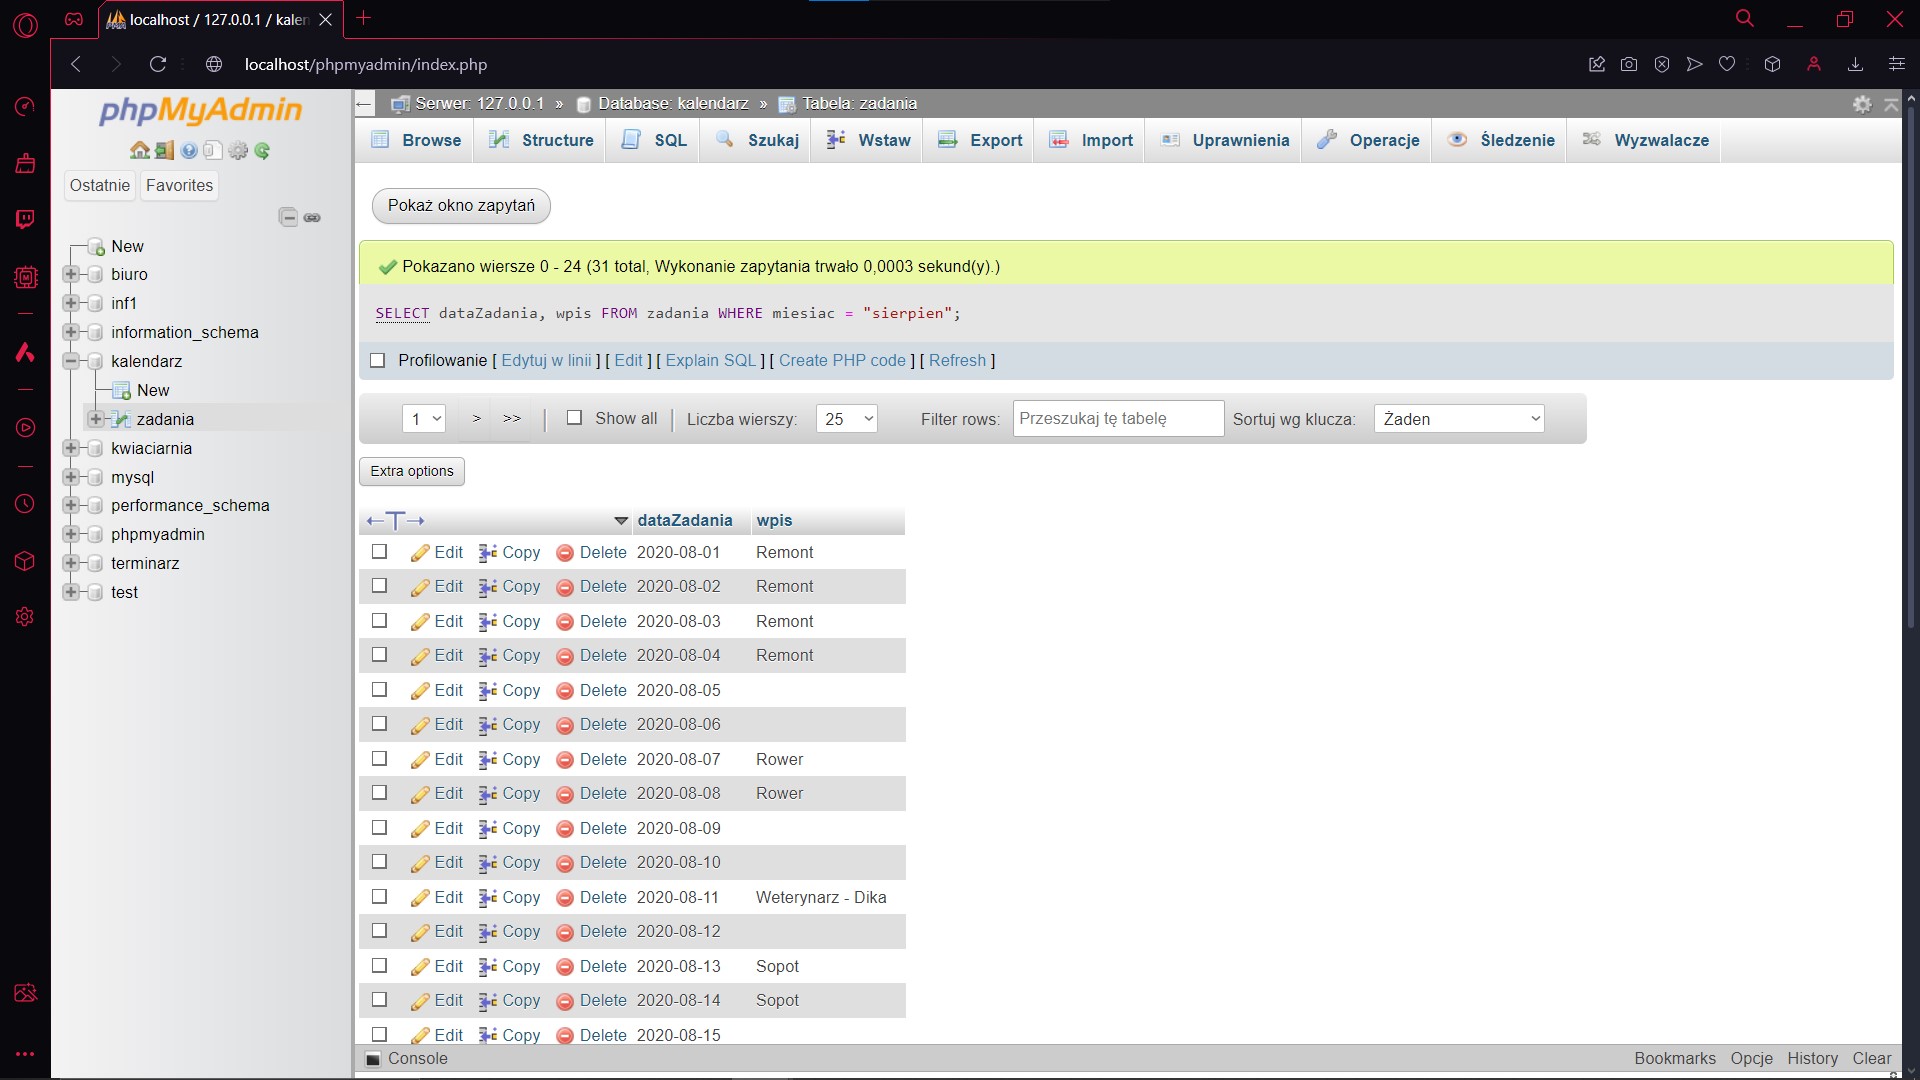 localhost / 127.0.0.1 / kalen
localhost/phpmyadmin/index.php
phpMyAdmin
Ostatnie Favorites
New
biuro
inf1
information_schema
kalendarz
New
zadania
kwiaciarnia
mysql
performance_schema
phpmyadmin
terminarz
test
Serwer: 127.0.0.1 » Database: kalendarz » Tabela: zadania
Browse Structure SQL Szukaj Wstaw Export Import Uprawnienia Operacje Śledzenie Wyzwalacze
Pokaż okno zapytań
Pokazano wiersze 0 - 24 (31 total, Wykonanie zapytania trwało 0,0003 sekund(y).)
SELECT dataZadania, wpis FROM zadania WHERE miesiac = "sierpien";
Profilowanie [ Edytuj w linii ] [ Edit ] [ Explain SQL ] [ Create PHP code ] [ Refresh ]
1 > >> Show all Liczba wierszy: 25 Filter rows: Przeszukaj tę tabelę Sortuj wg klucza: Żaden
Extra options
←T→ dataZadania wpis
Edit Copy Delete 2020-08-01 Remont
Edit Copy Delete 2020-08-02 Remont
Edit Copy Delete 2020-08-03 Remont
Edit Copy Delete 2020-08-04 Remont
Edit Copy Delete 2020-08-05
Edit Copy Delete 2020-08-06
Edit Copy Delete 2020-08-07 Rower
Edit Copy Delete 2020-08-08 Rower
Edit Copy Delete 2020-08-09
Edit Copy Delete 2020-08-10
Edit Copy Delete 2020-08-11 Weterynarz - Dika
Edit Copy Delete 2020-08-12
Edit Copy Delete 2020-08-13 Sopot
Edit Copy Delete 2020-08-14 Sopot
Edit Copy Delete 2020-08-15
Console Bookmarks Opcje History Clear